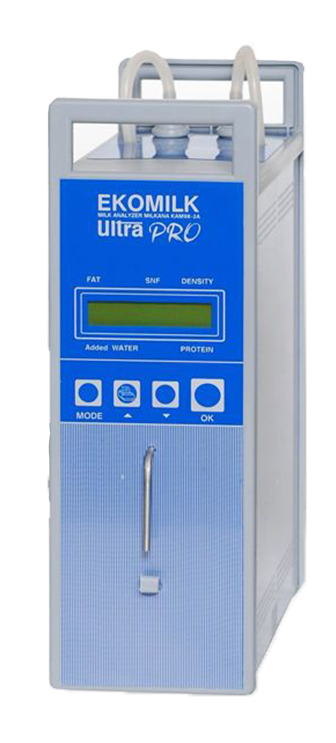 EKOMILK
MILK ANALYZER MILKANA KAM98-2A
ultra PRO
FAT SNF DENSITY
Added WATER PROTEIN
MODE OK